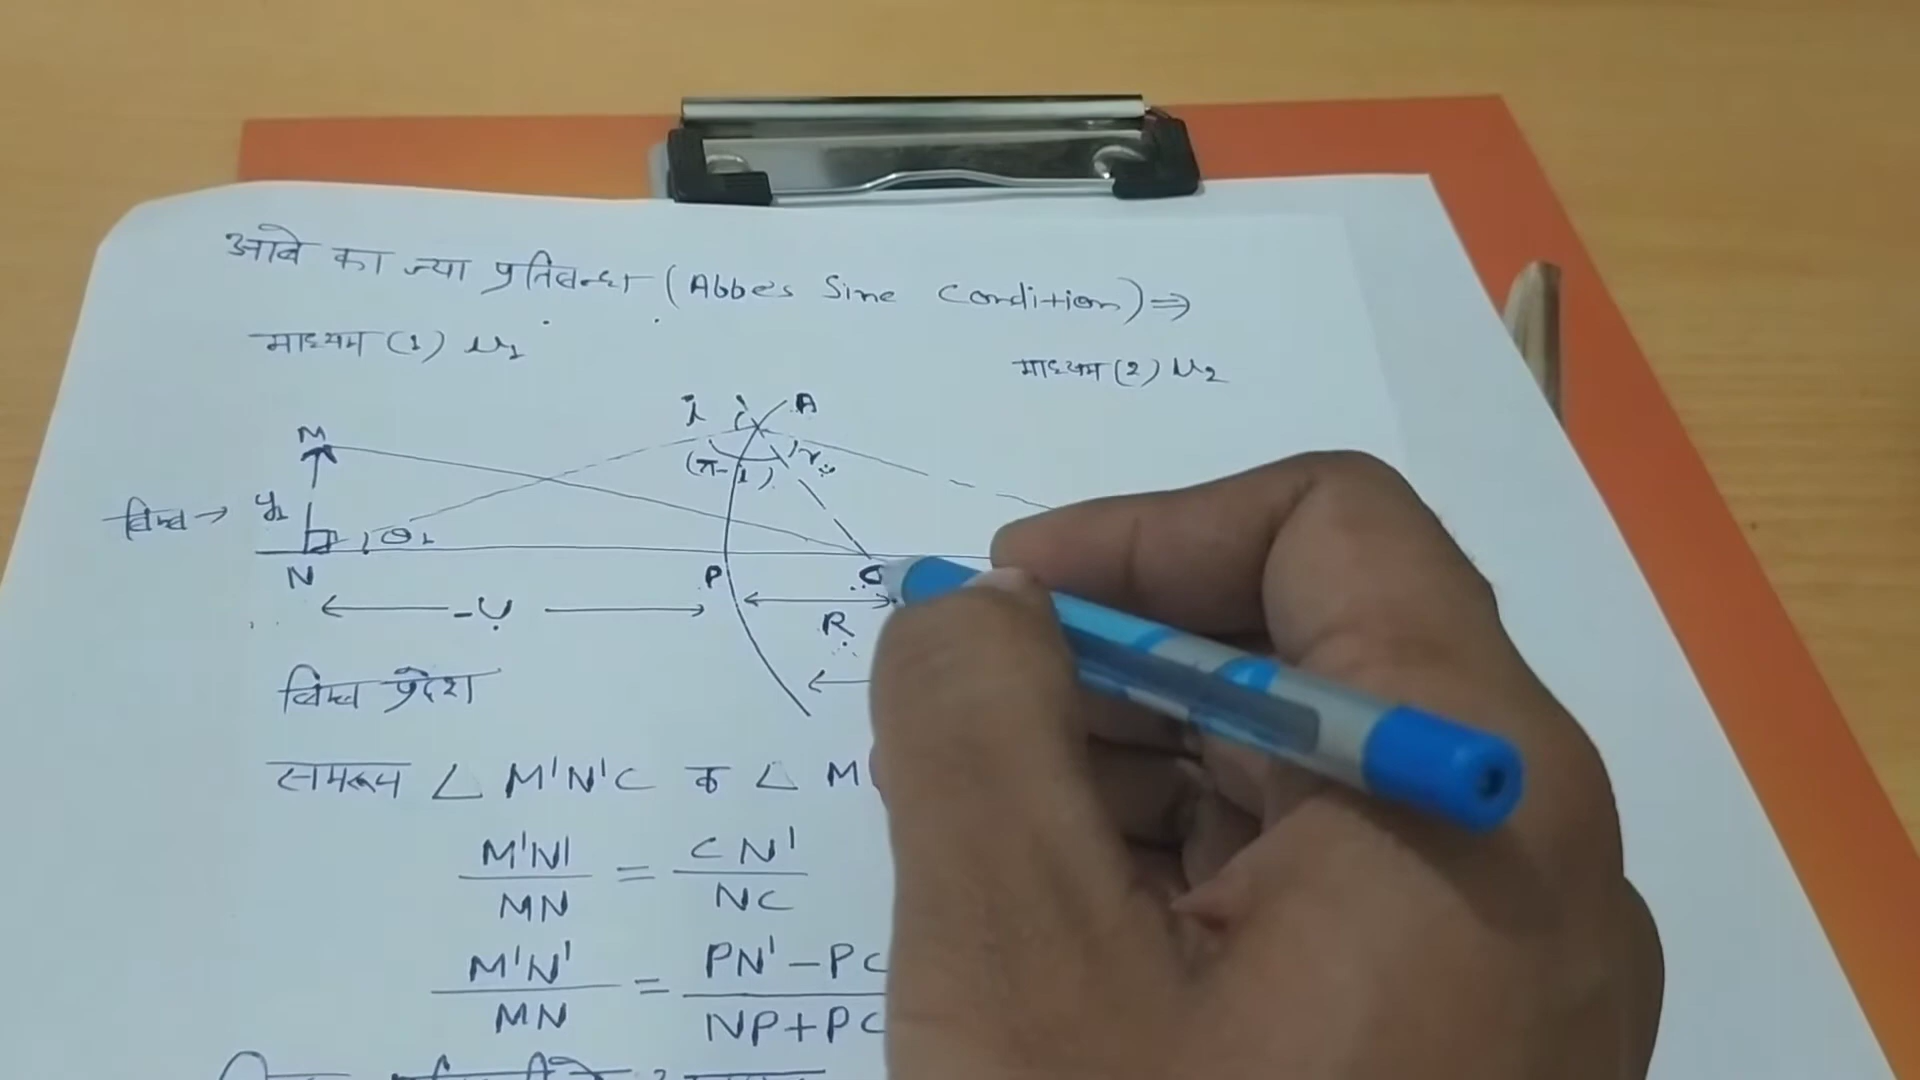 आबे का ज्या प्रतिबन्ध (Abbe's Sine Condition) ⇒
माध्यम (1) μ1
माध्यम (2) μ2
i A
M
(π-i) r
बिम्ब → y1
θ1
N P C
-u
R
बिम्ब प्रदेश
समरूप △ M'N'C व △ M
M'N' / MN = CN' / NC
M'N' / MN = PN' - PC / NP + PC